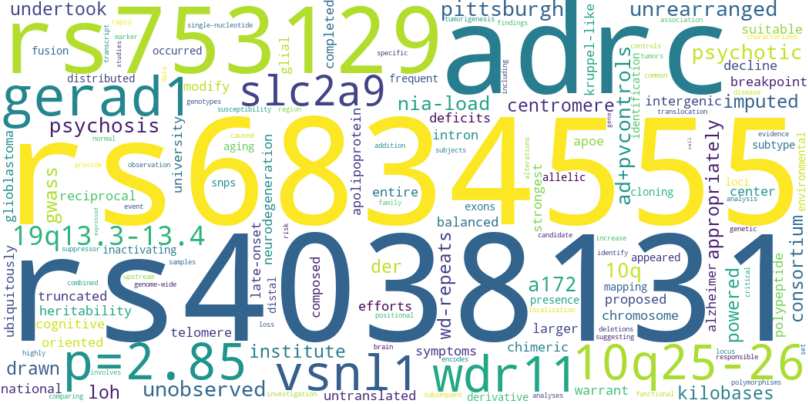 undertook
rs753129
rapid
single-nucleotide
transcript
marker
studies
fusion
occurred
glial
completed
specific
distributed
modify
frequent
pittsburgh
unrearranged
tumorigenesis
findings
association
characterized
controls
tumors
common
including
kruppel-like
identification
adrc
suitable
psychotic
decline
disease
breakpoint
gerad1
slc2a9
genotypes
susceptibility
region
nia-load
centromere
intergenic
imputed
translocation
gene
psychosis
deficits
ad+pvcontrols
intron
apoe
evidence
subtype
glioblastoma
normal
university
caused
aging
apolipoprotein
addition
subjects
alterations
cell
environmental
rs6834555
gwass
provide
observation
snps
neurodegeneration
entire
family
strongest
allelic
cloning
loci
center
analysis
reciprocal
expressed
event
exons
balanced
genetic
19q13.3-13.4
risk
candidate
increase
appropriately
consortium
ubiquitously
suppressor
inactivating
late-onset
wd-repeats
identify
appeared
rs4038131
combined
upstream
genome-wide
distal
composed
der
a172
10q
mapping
alzheimer
powered
critical
polypeptide
truncated
samples
efforts
presence
proposed
heritability
positional
localization
chromosome
cognitive
loss
larger
deletions
suggesting
oriented
telomere
highly
involves
p=2.85
institute
brain
symptoms
encodes
chimeric
locus
responsible
drawn
unobserved
vsnl1
wdr11
10q25-26
polymorphisms
national
comparing
loh
investigation
untranslated
subsequent
derivative
analyses
warrant
functional
kilobases